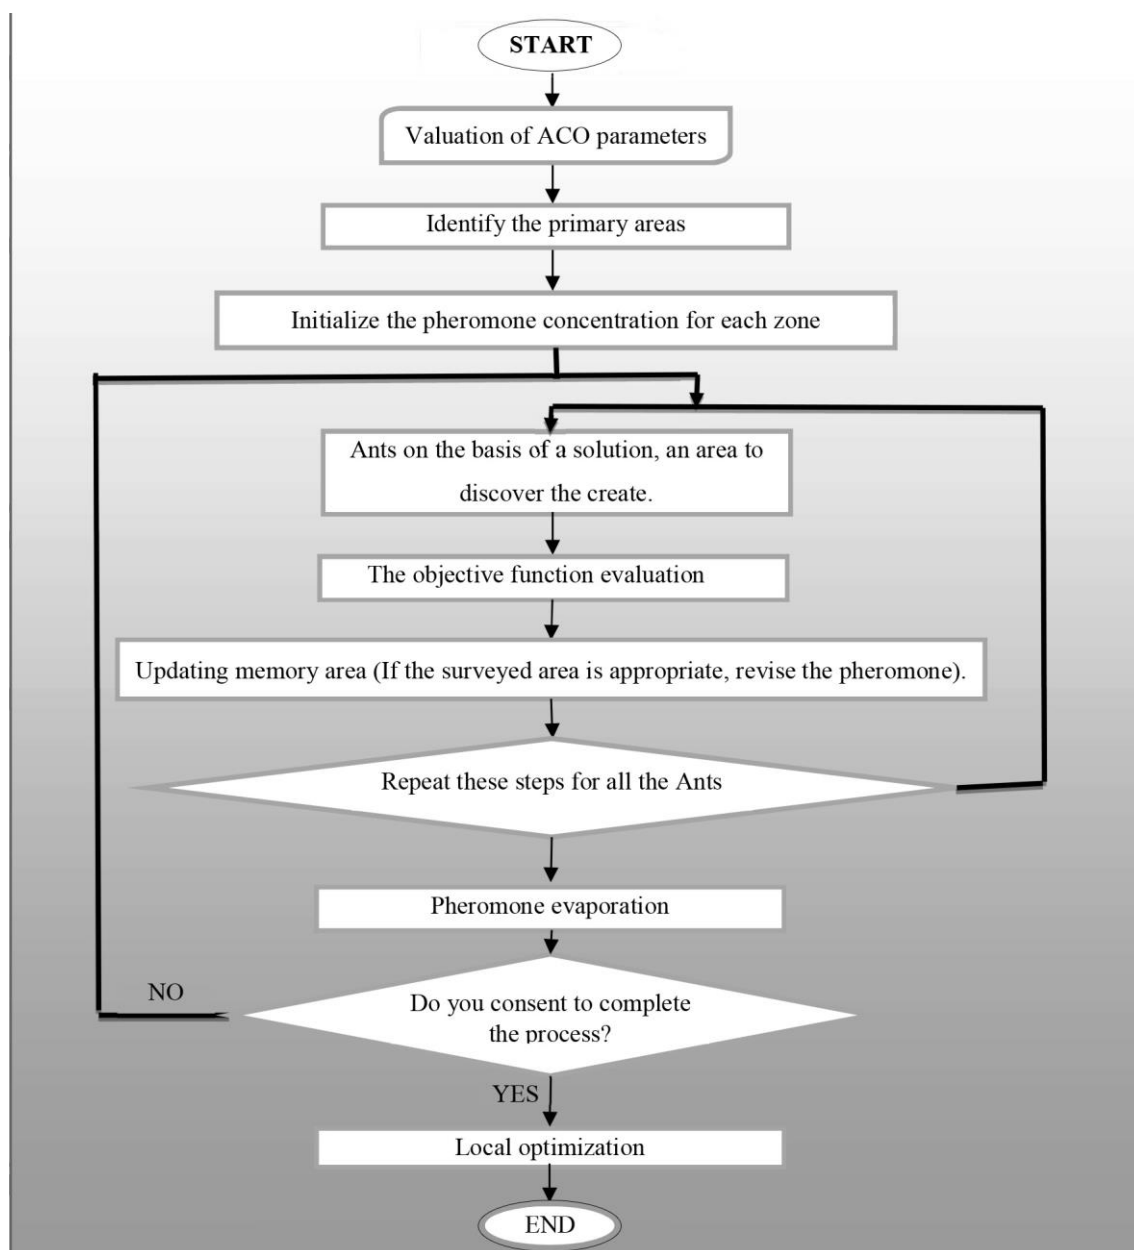 START
Valuation of ACO parameters
Identify the primary areas
Initialize the pheromone concentration for each zone
Ants on the basis of a solution, an area to
discover the create.
The objective function evaluation
Updating memory area (If the surveyed area is appropriate, revise the pheromone).
Repeat these steps for all the Ants
Pheromone evaporation
NO
Do you consent to complete
the process?
YES
Local optimization
END